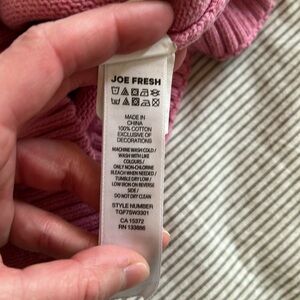 JOE FRESH
MADE IN
CHINA
100% COTTON
EXCLUSIVE OF
DECORATIONS
MACHINE WASH COLD /
WASH WITH LIKE
COLOURS /
ONLY NON-CHLORINE
BLEACH WHEN NEEDED /
TUMBLE DRY LOW /
LOW IRON ON REVERSE
SIDE /
DO NOT DRY CLEAN
STYLE NUMBER
TGF7SW3301
CA 15372
RN 133886